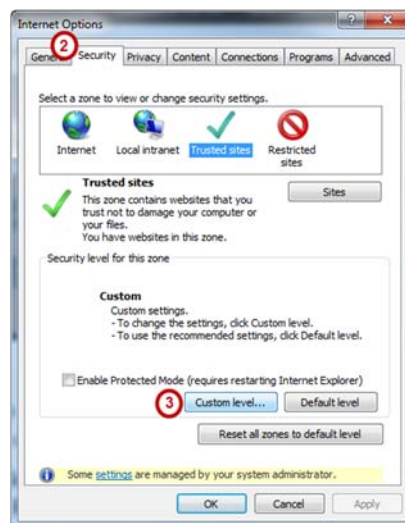 Internet Options
2
General Security Privacy Content Connections Programs Advanced
Select a zone to view or change security settings.
Internet Local intranet Trusted sites Restricted sites
Trusted sites
Sites
This zone contains websites that you
trust not to damage your computer or
your files.
You have websites in this zone.
Security level for this zone
Custom
Custom settings.
- To change the settings, click Custom level.
- To use the recommended settings, click Default level.
Enable Protected Mode (requires restarting Internet Explorer)
3 Custom level... Default level
Reset all zones to default level
Some settings are managed by your system administrator.
OK Cancel Apply